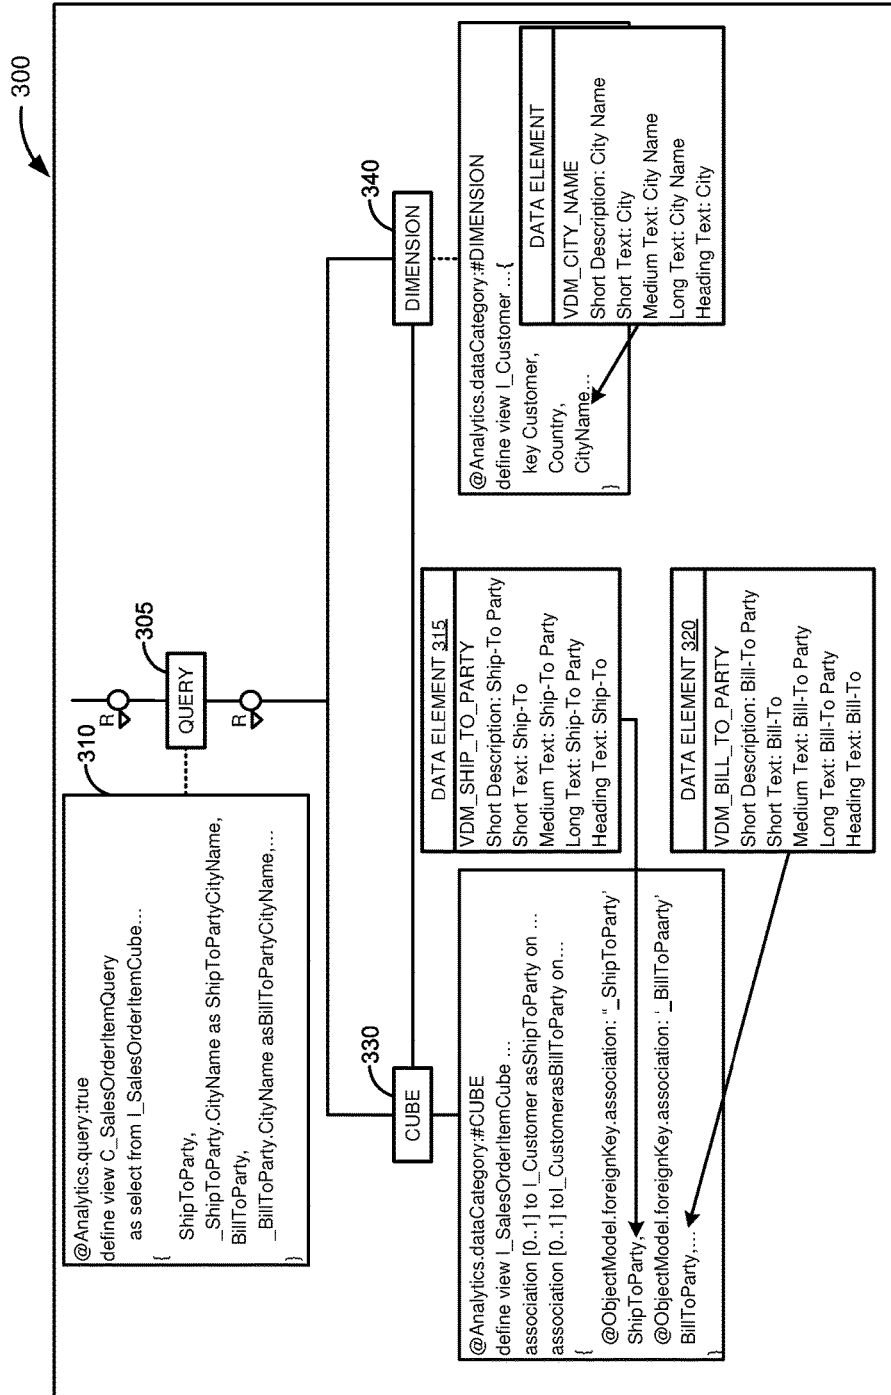 300
310
@Analytics.query:true
define view C_SalesOrderItemQuery
as select from I_SalesOrderItemCube...
{
ShipToParty,
_ShipToParty.CityName as ShipToPartyCityName,
BillToParty,
_BillToParty.CityName asBillToPartyCityName,...
}
R
305
QUERY
R
330
CUBE
340
DIMENSION
@Analytics.dataCategory:#CUBE
define view I_SalesOrderItemCube ...
association [0..1] to I_Customer asShipToParty on ...
association [0..1] toI_CustomerasBillToParty on...
{
@ObjectModel.foreignKey.association: “_ShipToParty'
ShipToParty,
@ObjectModel.foreignKey.association: '_BillToPaarty'
BillToParty,...
}
DATA ELEMENT 315
VDM_SHIP_TO_PARTY
Short Description: Ship-To Party
Short Text: Ship-To
Medium Text: Ship-To Party
Long Text: Ship-To Party
Heading Text: Ship-To
DATA ELEMENT 320
VDM_BILL_TO_PARTY
Short Description: Bill-To Party
Short Text: Bill-To
Medium Text: Bill-To Party
Long Text: Bill-To Party
Heading Text: Bill-To
@Analytics.dataCategory:#DIMENSION
define view I_Customer ...{
key Customer,
Country,
CityName...
}
DATA ELEMENT
VDM_CITY_NAME
Short Description: City Name
Short Text: City
Medium Text: City Name
Long Text: City Name
Heading Text: City